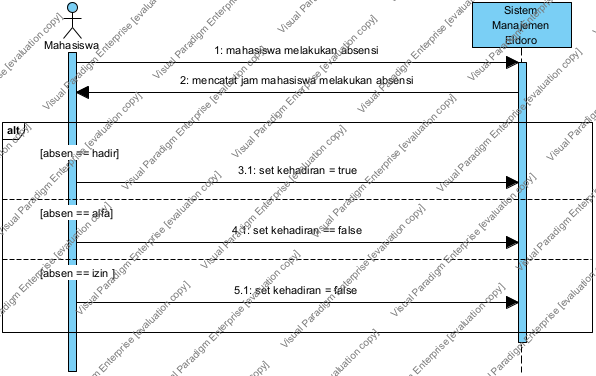 Sistem
Manajemen
Eldoro
Mahasiswa
1: mahasiswa melakukan absensi
2: mencatat jam mahasiswa melakukan absensi
alt
[absen == hadir]
3.1: set kehadiran = true
[absen == alfa]
4.1: set kehadiran == false
[absen == izin ]
5.1: set kehadiran = false
Visual Paradigm Enterprise [evaluation copy]